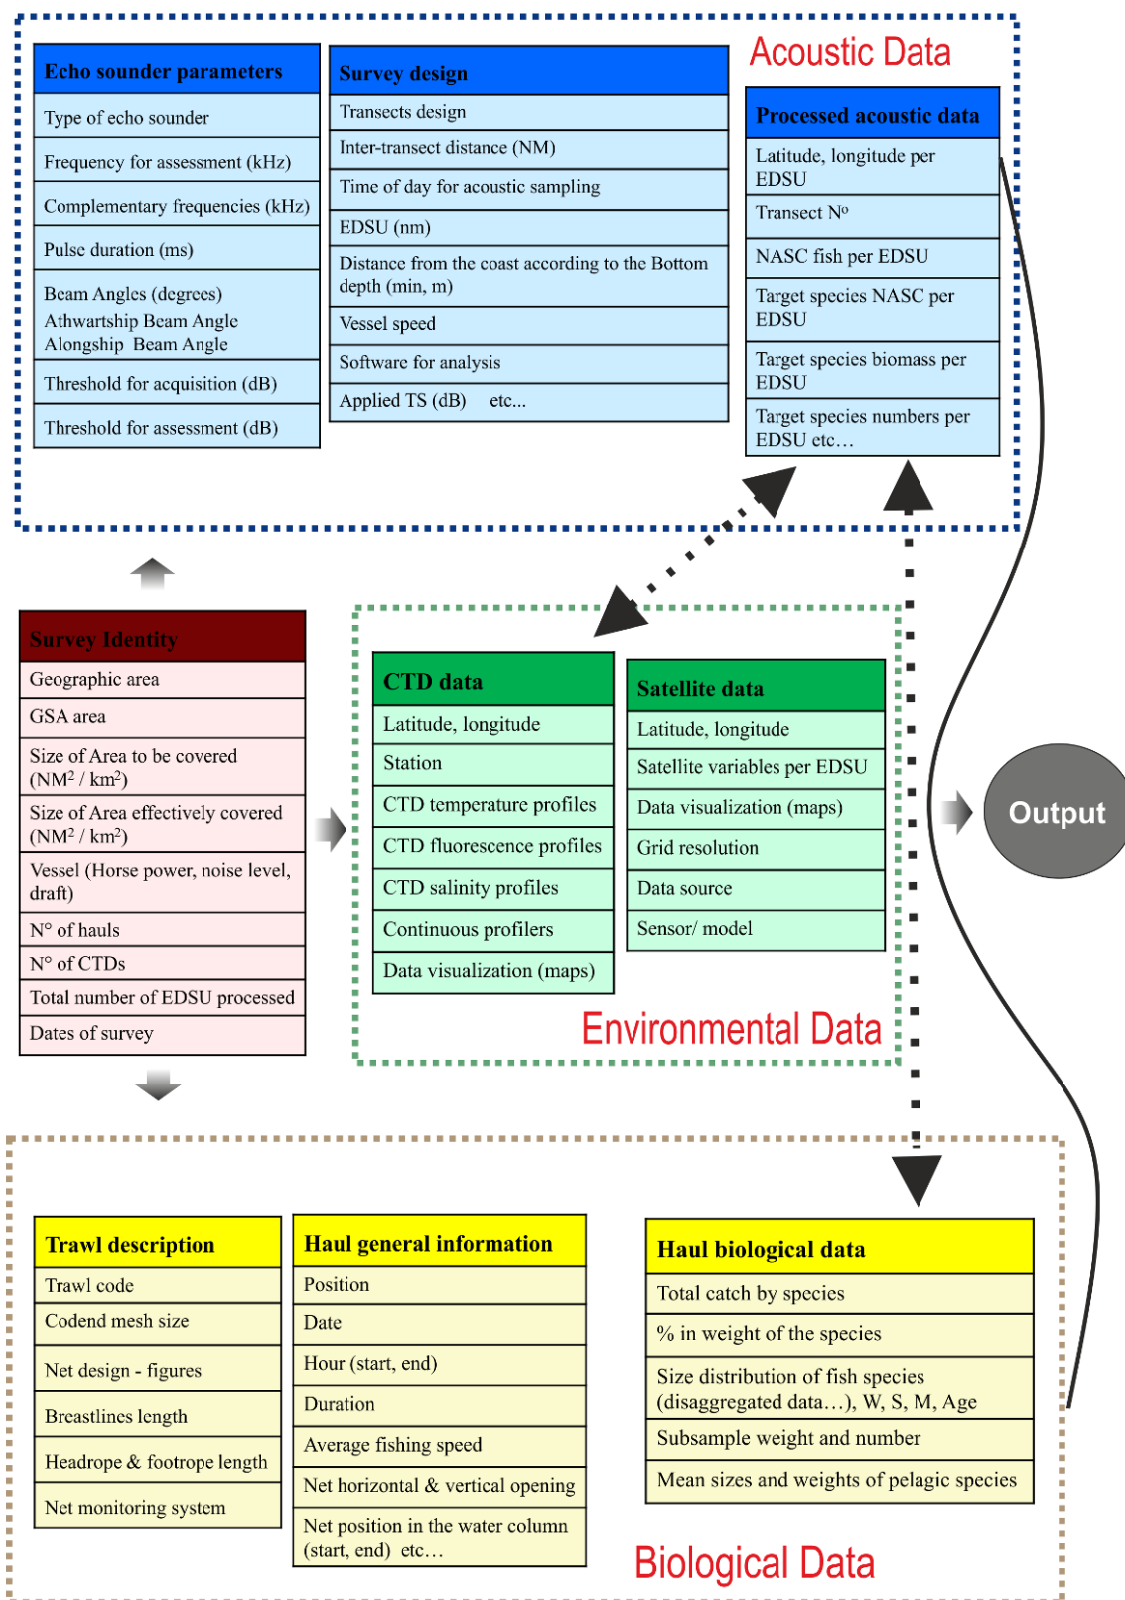 Acoustic Data
Echo sounder parameters
Type of echo sounder
Frequency for assessment (kHz)
Complementary frequencies (kHz)
Pulse duration (ms)
Beam Angles (degrees)
Athwartship Beam Angle
Alongship Beam Angle
Threshold for acquisition (dB)
Threshold for assessment (dB)
Survey design
Transects design
Inter-transect distance (NM)
Time of day for acoustic sampling
EDSU (nm)
Distance from the coast according to the Bottom
depth (min, m)
Vessel speed
Software for analysis
Applied TS (dB) etc...
Processed acoustic data
Latitude, longitude per
EDSU
Transect Nº
NASC fish per EDSU
Target species NASC per
EDSU
Target species biomass per
EDSU
Target species numbers per
EDSU etc…
Survey Identity
Geographic area
GSA area
Size of Area to be covered
(NM² / km²)
Size of Area effectively covered
(NM² / km²)
Vessel (Horse power, noise level,
draft)
N° of hauls
N° of CTDs
Total number of EDSU processed
Dates of survey
CTD data
Latitude, longitude
Station
CTD temperature profiles
CTD fluorescence profiles
CTD salinity profiles
Continuous profilers
Data visualization (maps)
Satellite data
Latitude, longitude
Satellite variables per EDSU
Data visualization (maps)
Grid resolution
Data source
Sensor/ model
Environmental Data
Output
Trawl description
Trawl code
Codend mesh size
Net design - figures
Breastlines length
Headrope & footrope length
Net monitoring system
Haul general information
Position
Date
Hour (start, end)
Duration
Average fishing speed
Net horizontal & vertical opening
Net position in the water column
(start, end) etc…
Haul biological data
Total catch by species
% in weight of the species
Size distribution of fish species
(disaggregated data…), W, S, M, Age
Subsample weight and number
Mean sizes and weights of pelagic species
Biological Data